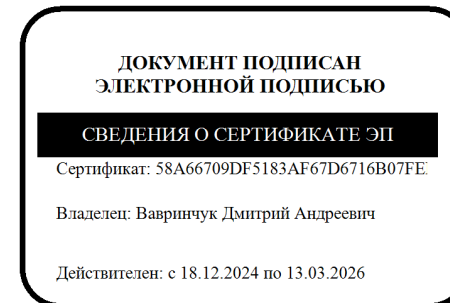 ДОКУМЕНТ ПОДПИСАН
ЭЛЕКТРОННОЙ ПОДПИСЬЮ
СВЕДЕНИЯ О СЕРТИФИКАТЕ ЭП
Сертификат: 58A66709DF5183AF67D6716B07FE
Владелец: Вавринчук Дмитрий Андреевич
Действителен: с 18.12.2024 по 13.03.2026